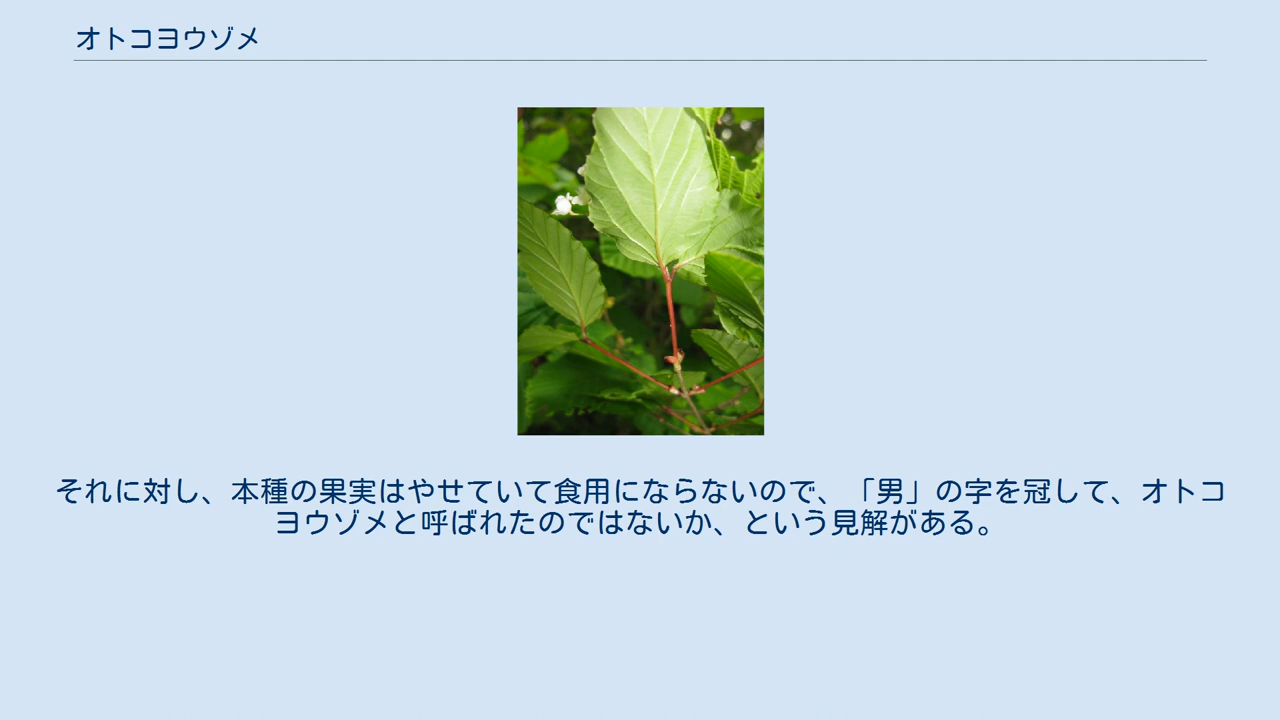 オトコヨウゾメ
それに対し、本種の果実はやせていて食用にならないので、「男」の字を冠して、オトコ
ヨウゾメと呼ばれたのではないか、という見解がある。